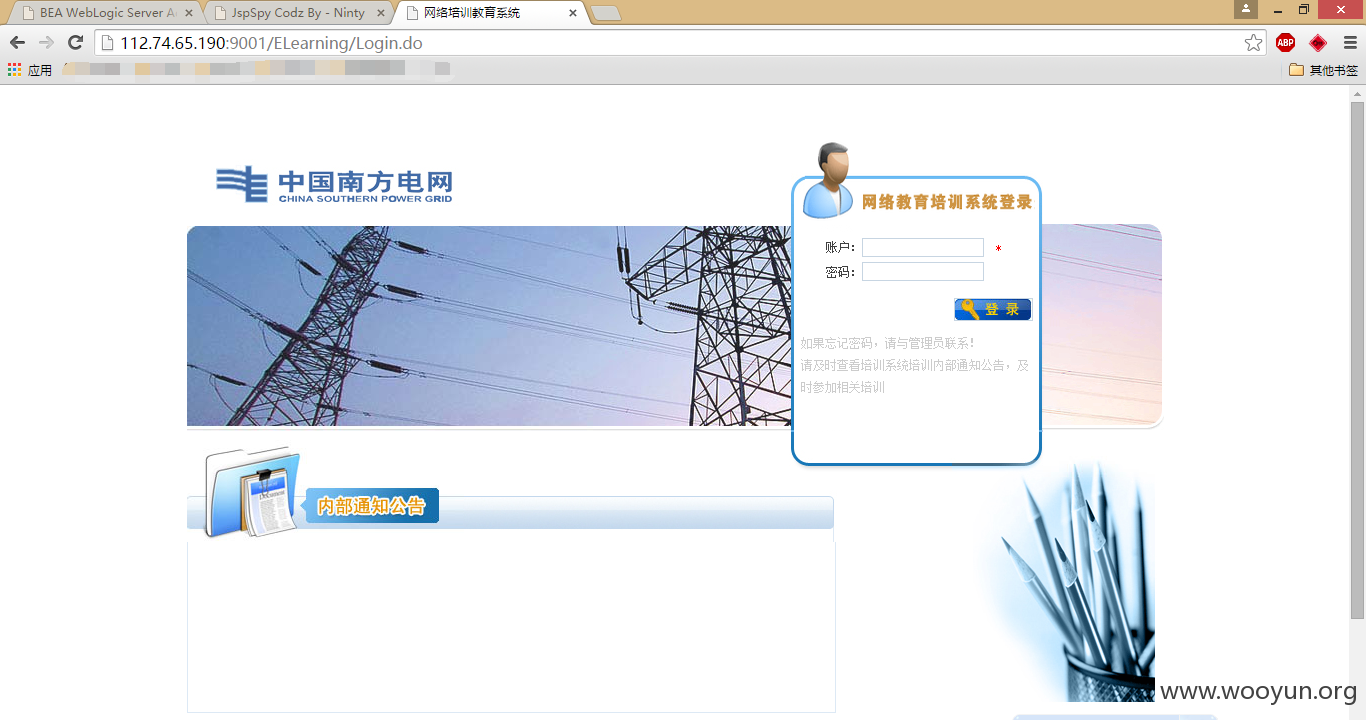 BEA WebLogic Server A
JspSpy Codz By - Ninty
网络培训教育系统
112.74.65.190:9001/ELearning/Login.do
ABP
应用
其他书签
中国南方电网
CHINA SOUTHERN POWER GRID
网络教育培训系统登录
账户： *
密码：
登 录
如果忘记密码，请与管理员联系！
请及时查看培训系统培训内部通知公告，及
时参加相关培训
内部通知公告
www.wooyun.org